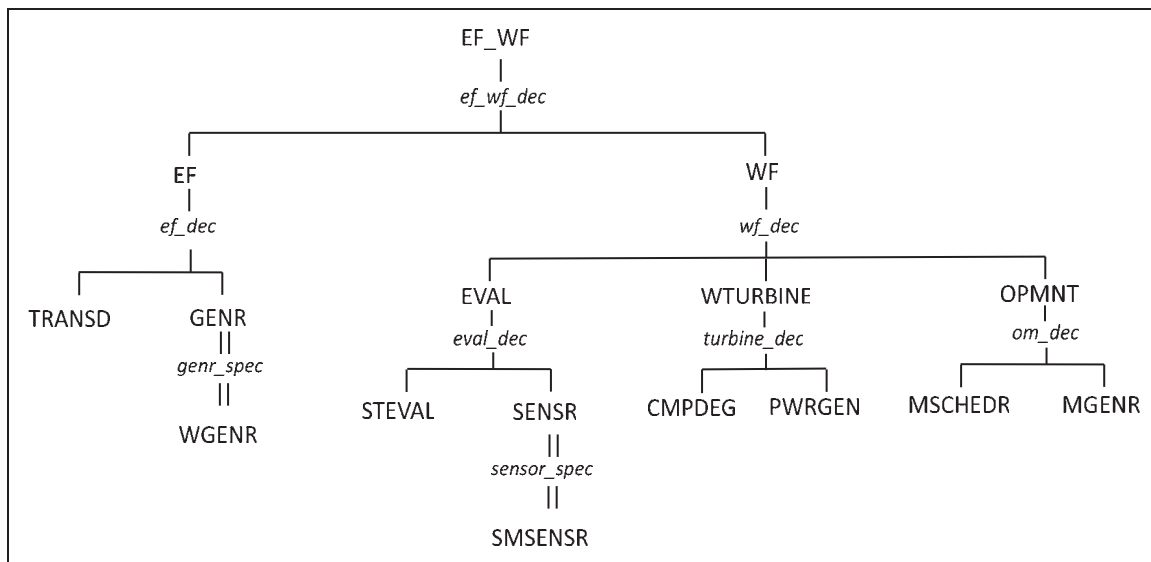 EF_WF
ef_wf_dec
EF WF
ef_dec wf_dec
EVAL WTURBINE OPMNT
TRANSD GENR
eval_dec turbine_dec om_dec
genr_spec
STEVAL SENSR CMPDEG PWRGEN MSCHEDR MGENR
WGENR
sensor_spec
SMSENSR